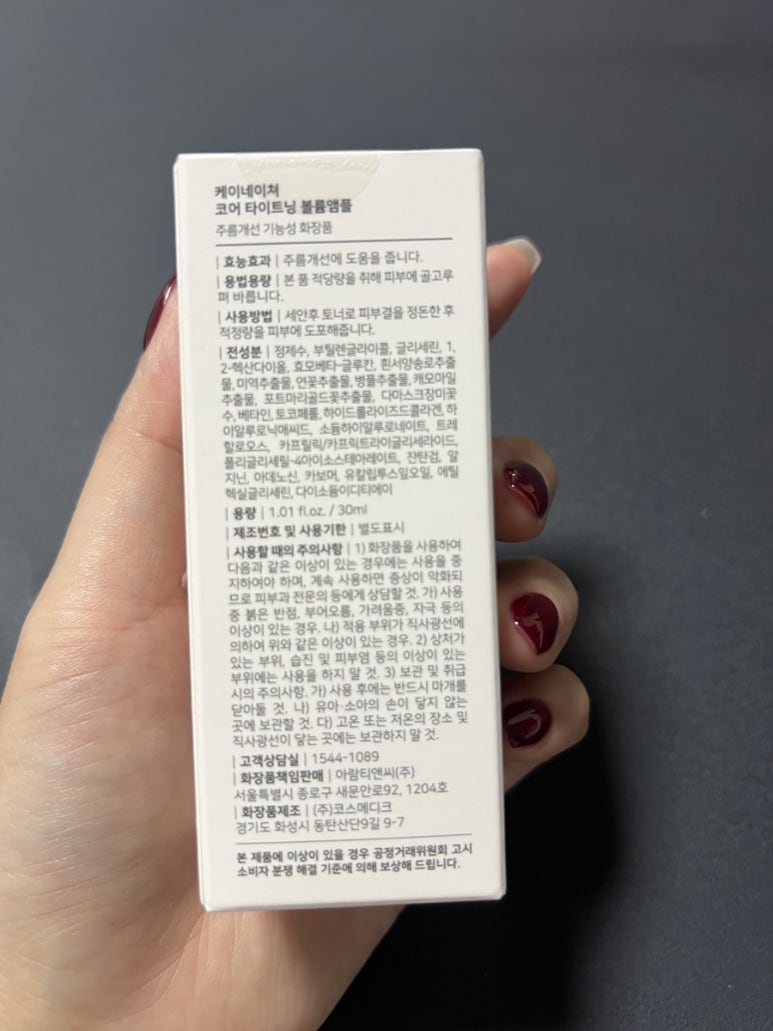 케이네이쳐
코어 타이트닝 볼륨앰플
주름개선 기능성 화장품
| 효능효과 | 주름개선에 도움을 줍니다.
| 용법용량 | 본 품 적당량을 취해 피부에 골고루
펴 바릅니다.
| 사용방법 | 세안후 토너로 피부결을 정돈한 후
적정량을 피부에 도포해줍니다.
| 전성분 | 정제수, 부틸렌글라이콜, 글리세린, 1,
2-헥산다이올, 효모베타-글루칸, 흰서양송로추출
물, 미역추출물, 연꽃추출물, 병풀추출물, 캐모마일
추출물, 포트마리골드꽃추출물, 다마스크장미꽃
수, 베타인, 토코페롤, 하이드롤라이즈드콜라겐, 하
이알루로닉애씨드, 소듐하이알루로네이트, 트레
할로오스, 카프릴릭/카프릭트라이글리세라이드,
폴리글리세릴-4아이소스테아레이트, 잔탄검, 알
지닌, 아데노신, 카보머, 유칼립투스잎오일, 에틸
헥실글리세린, 다이소듐이디티에이
| 용량 | 1.01 fl.oz. / 30ml
| 제조번호 및 사용기한 | 별도표시
| 사용할 때의 주의사항 | 1) 화장품을 사용하여
다음과 같은 이상이 있는 경우에는 사용을 중
지하여야 하며, 계속 사용하면 증상이 악화되
므로 피부과 전문의 등에게 상담할 것. 가) 사용
중 붉은 반점, 부어오름, 가려움증, 자극 등의
이상이 있는 경우. 나) 적용 부위가 직사광선에
의하여 위와 같은 이상이 있는 경우. 2) 상처가
있는 부위, 습진 및 피부염 등의 이상이 있는
부위에는 사용을 하지 말 것. 3) 보관 및 취급
시의 주의사항. 가) 사용 후에는 반드시 마개를
닫아둘 것. 나) 유아·소아의 손이 닿지 않는
곳에 보관할 것. 다) 고온 또는 저온의 장소 및
직사광선이 닿는 곳에는 보관하지 말 것.
| 고객상담실 | 1544-1089
| 화장품책임판매 | 아람티앤씨(주)
서울특별시 종로구 새문안로92, 1204호
| 화장품제조 | (주)코스메디크
경기도 화성시 동탄산단9길 9-7
본 제품에 이상이 있을 경우 공정거래위원회 고시
소비자 분쟁 해결 기준에 의해 보상해 드립니다.